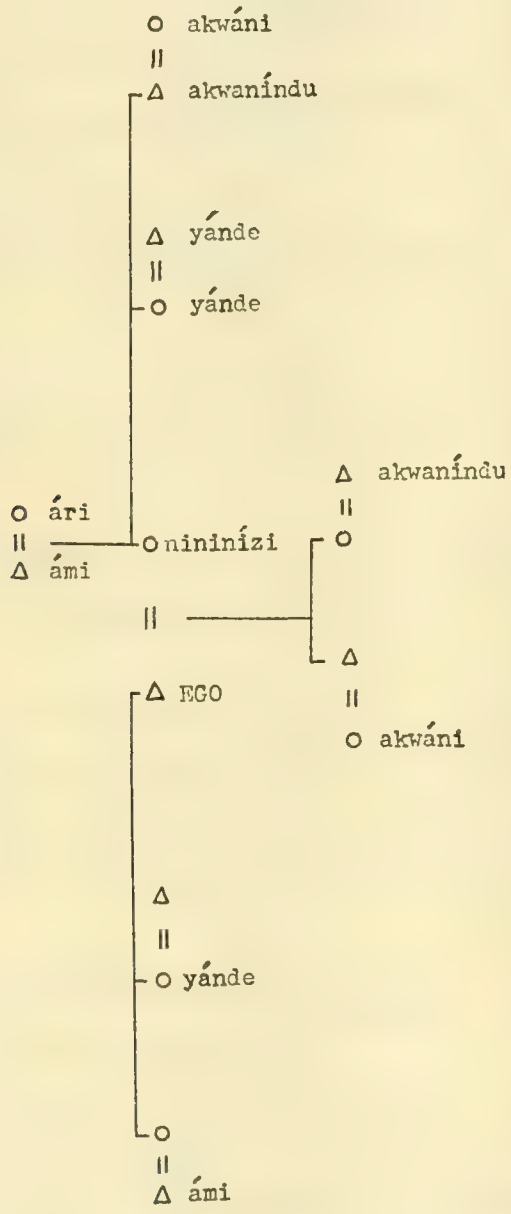 akwáni
akwaníndu
yánde
yánde
akwaníndu
ári
nininízi
ámi
EGO
akwáni
yánde
ámi